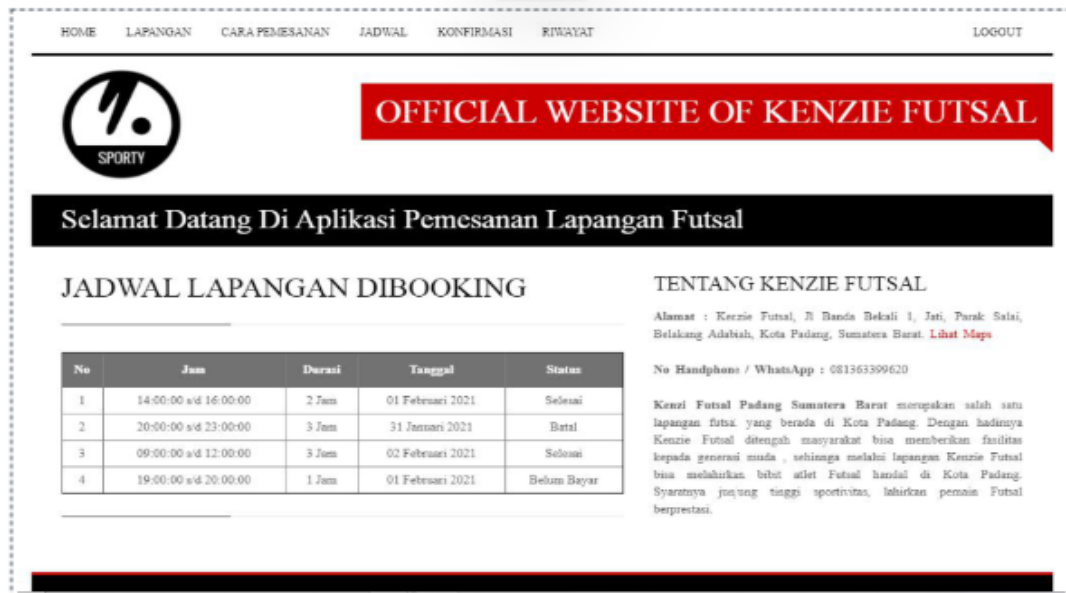 HOME LAPANGAN CARA PEMESANAN JADWAL KONFIRMASI RIWAYAT LOGOUT
SPORTY
OFFICIAL WEBSITE OF KENZIE FUTSAL
Selamat Datang Di Aplikasi Pemesanan Lapangan Futsal
JADWAL LAPANGAN DIBOOKING
No Jam Durasi Tanggal Status
1 14:00:00 s/d 16:00:00 2 Jam 01 Februari 2021 Selesai
2 20:00:00 s/d 23:00:00 3 Jam 31 Januari 2021 Batal
3 09:00:00 s/d 12:00:00 3 Jam 02 Februari 2021 Selesai
4 19:00:00 s/d 20:00:00 1 Jam 01 Februari 2021 Belum Bayar
TENTANG KENZIE FUTSAL
Alamat : Kenzie Futsal, Jl Banda Bekali 1, Jati, Parak Salai,
Belakang Adabiah, Kota Padang, Sumatera Barat. Lihat Maps
No Handphone / WhatsApp : 081363399620
Kenzi Futsal Padang Sumatera Barat merupakan salah satu
lapangan futsal yang berada di Kota Padang. Dengan hadirnya
Kenzie Futsal ditengah masyarakat bisa memberikan fasilitas
kepada generasi muda , sehinaga melalui lapangan Kenzie Futsal
bisa melahirkan bibit atlet Futsal handal di Kota Padang.
Syaratnya junjung tinggi sportivitas, lahirkan pemain Futsal
berprestasi.